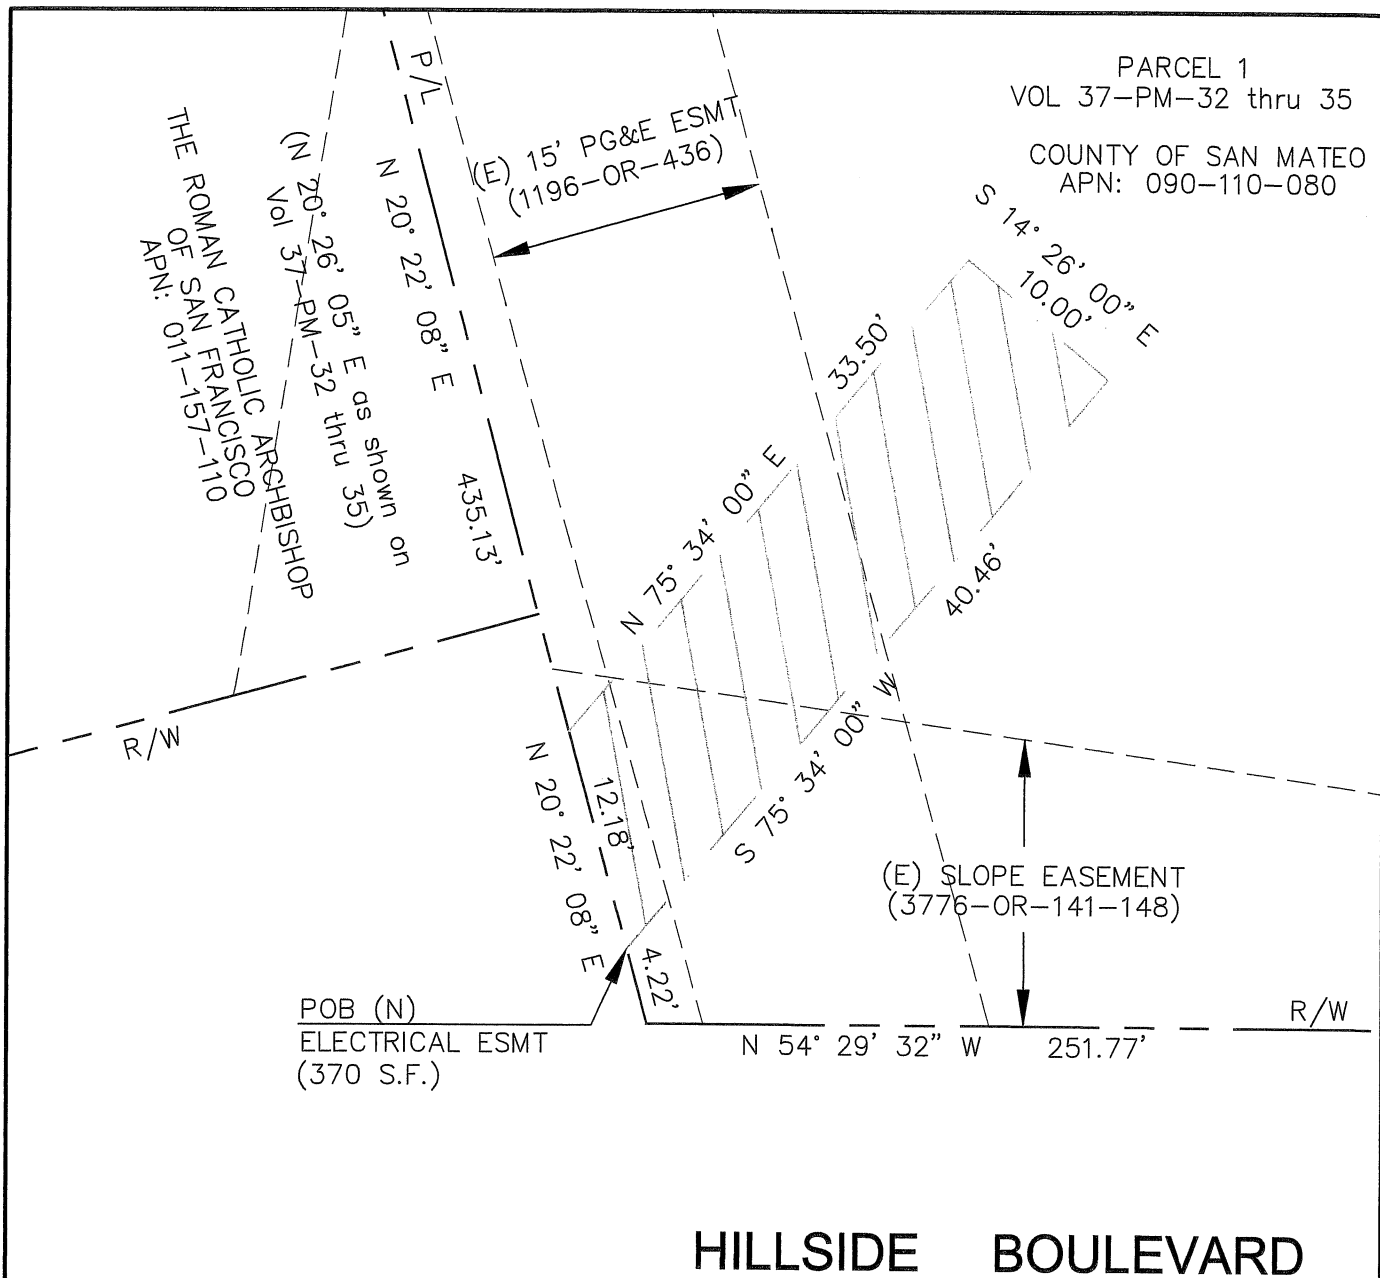 PARCEL 1
VOL 37-PM-32 thru 35
COUNTY OF SAN MATEO
APN: 090-110-080
P/L
(E) 15' PG&E ESMT
(1196-OR-436)
THE ROMAN CATHOLIC ARCHBISHOP
OF SAN FRANCISCO
APN: 011-157-110
(N 20° 26' 05" E as shown on
Vol 37-PM-32 thru 35)
N 20° 22' 08" E
435.13'
S 14° 26' 00" E
10.00'
33.50'
N 75° 34' 00" E
40.46'
S 75° 34' 00" W
R/W
N 20° 22' 08" E
12.18'
4.22'
(E) SLOPE EASEMENT
(3776-OR-141-148)
POB (N)
ELECTRICAL ESMT
(370 S.F.)
N 54° 29' 32" W 251.77'
R/W
HILLSIDE BOULEVARD